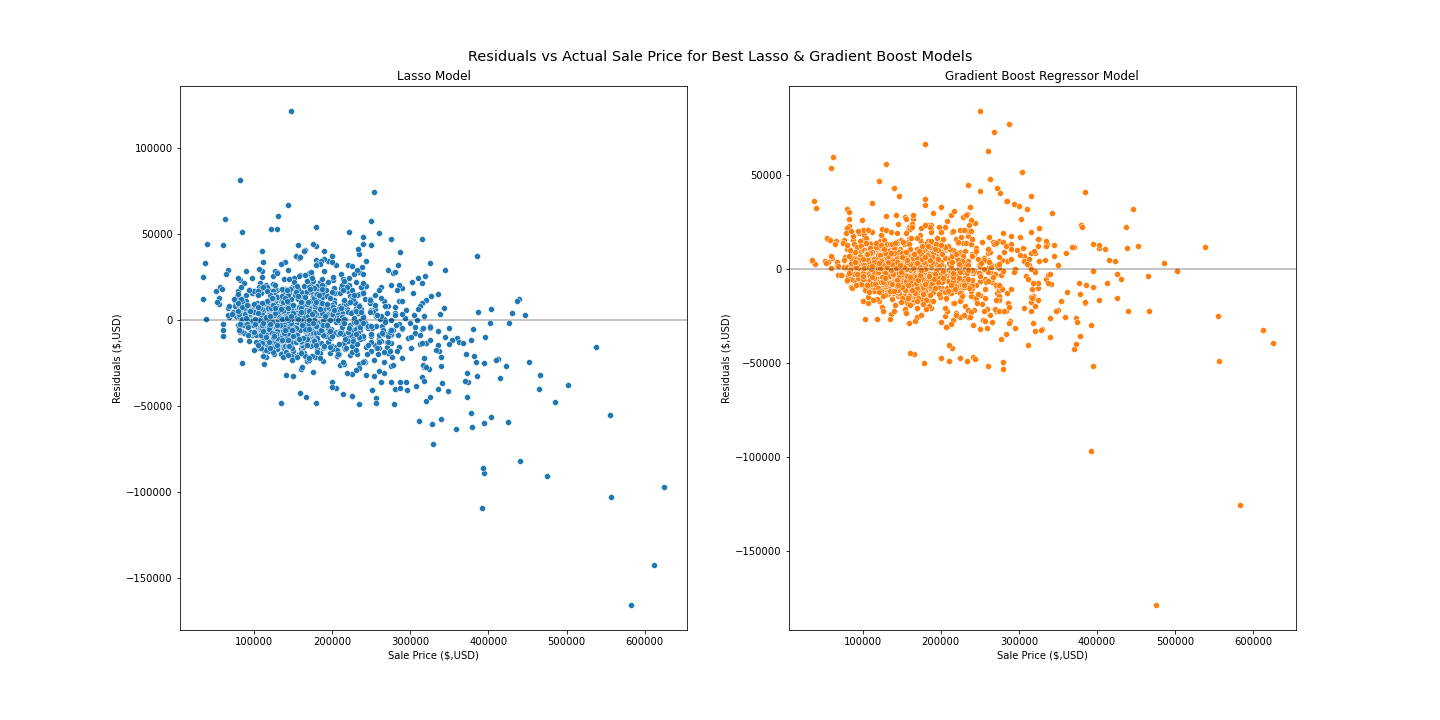 Residuals vs Actual Sale Price for Best Lasso & Gradient Boost Models
Lasso Model
100000
50000
0
−50000
−100000
−150000
Residuals ($,USD)
100000 200000 300000 400000 500000 600000
Sale Price ($,USD)
Gradient Boost Regressor Model
50000
0
−50000
−100000
−150000
Residuals ($,USD)
100000 200000 300000 400000 500000 600000
Sale Price ($,USD)